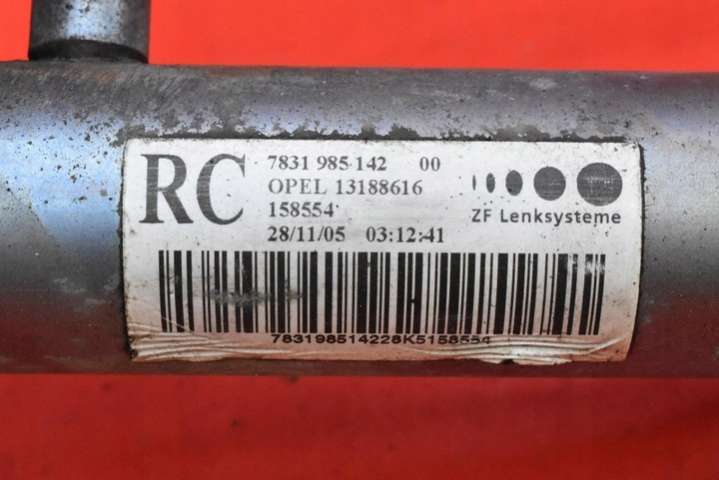 RC
7831 985 142 00
OPEL 13188616
158554
28/11/05 03:12:41
ZF Lenksysteme
783198514228K5158554